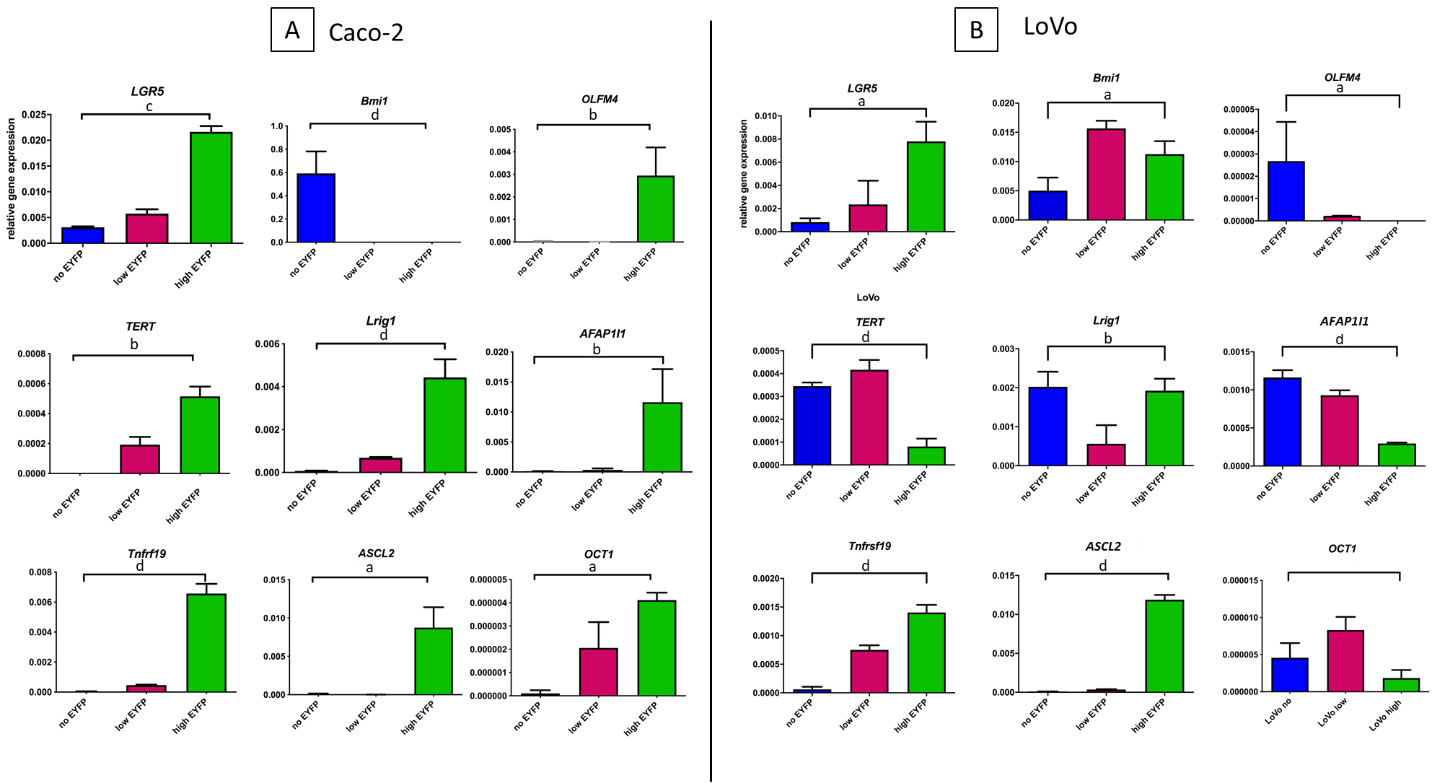 A Caco-2
LGR5
c
relative gene expression
0.025
0.020
0.015
0.010
0.005
0.000
no EYFP
low EYFP
high EYFP
Bmi1
d
1.0
0.8
0.6
0.4
0.2
0.0
no EYFP
low EYFP
high EYFP
OLFM4
b
0.005
0.004
0.003
0.002
0.001
0.000
no EYFP
low EYFP
high EYFP
TERT
b
0.0008
0.0006
0.0004
0.0002
0.0000
no EYFP
low EYFP
high EYFP
Lrig1
d
0.006
0.004
0.002
0.000
no EYFP
low EYFP
high EYFP
AFAP1l1
b
0.020
0.015
0.010
0.005
0.000
no EYFP
low EYFP
high EYFP
Tnfrf19
d
0.008
0.006
0.004
0.002
0.000
no EYFP
low EYFP
high EYFP
ASCL2
a
0.015
0.010
0.005
0.000
no EYFP
low EYFP
high EYFP
OCT1
a
0.000005
0.000004
0.000003
0.000002
0.000001
0.000000
no EYFP
low EYFP
high EYFP
B LoVo
LGR5
a
relative gene expression
0.010
0.008
0.006
0.004
0.002
0.000
no EYFP
low EYFP
high EYFP
Bmi1
a
0.020
0.015
0.010
0.005
0.000
no EYFP
low EYFP
high EYFP
OLFM4
a
0.00005
0.00004
0.00003
0.00002
0.00001
0.00000
no EYFP
low EYFP
high EYFP
LoVo
TERT
d
0.0005
0.0004
0.0003
0.0002
0.0001
0.0000
no EYFP
low EYFP
high EYFP
Lrig1
b
0.003
0.002
0.001
0.000
no EYFP
low EYFP
high EYFP
AFAP1l1
d
0.0015
0.0010
0.0005
0.0000
no EYFP
low EYFP
high EYFP
Tnfrsf19
d
0.0020
0.0015
0.0010
0.0005
0.0000
no EYFP
low EYFP
high EYFP
ASCL2
d
0.015
0.010
0.005
0.000
no EYFP
low EYFP
high EYFP
OCT1
0.000015
0.000010
0.000005
0.000000
LoVo no
LoVo low
LoVo high